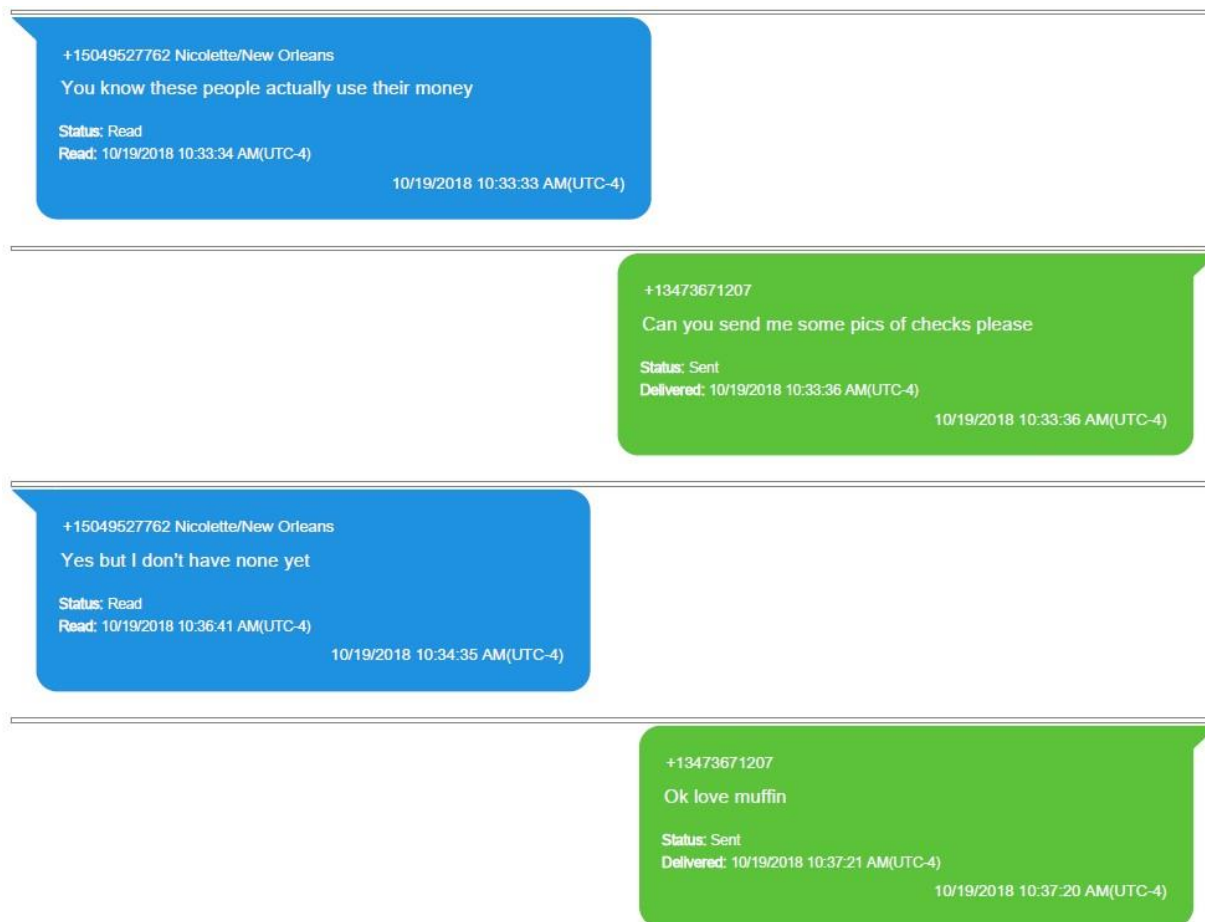 +15049527762 Nicolette/New Orleans
You know these people actually use their money
Status: Read
Read: 10/19/2018 10:33:34 AM(UTC-4)
10/19/2018 10:33:33 AM(UTC-4)
+13473671207
Can you send me some pics of checks please
Status: Sent
Delivered: 10/19/2018 10:33:36 AM(UTC-4)
10/19/2018 10:33:36 AM(UTC-4)
+15049527762 Nicolette/New Orleans
Yes but I don't have none yet
Status: Read
Read: 10/19/2018 10:36:41 AM(UTC-4)
10/19/2018 10:34:35 AM(UTC-4)
+13473671207
Ok love muffin
Status: Sent
Delivered: 10/19/2018 10:37:21 AM(UTC-4)
10/19/2018 10:37:20 AM(UTC-4)